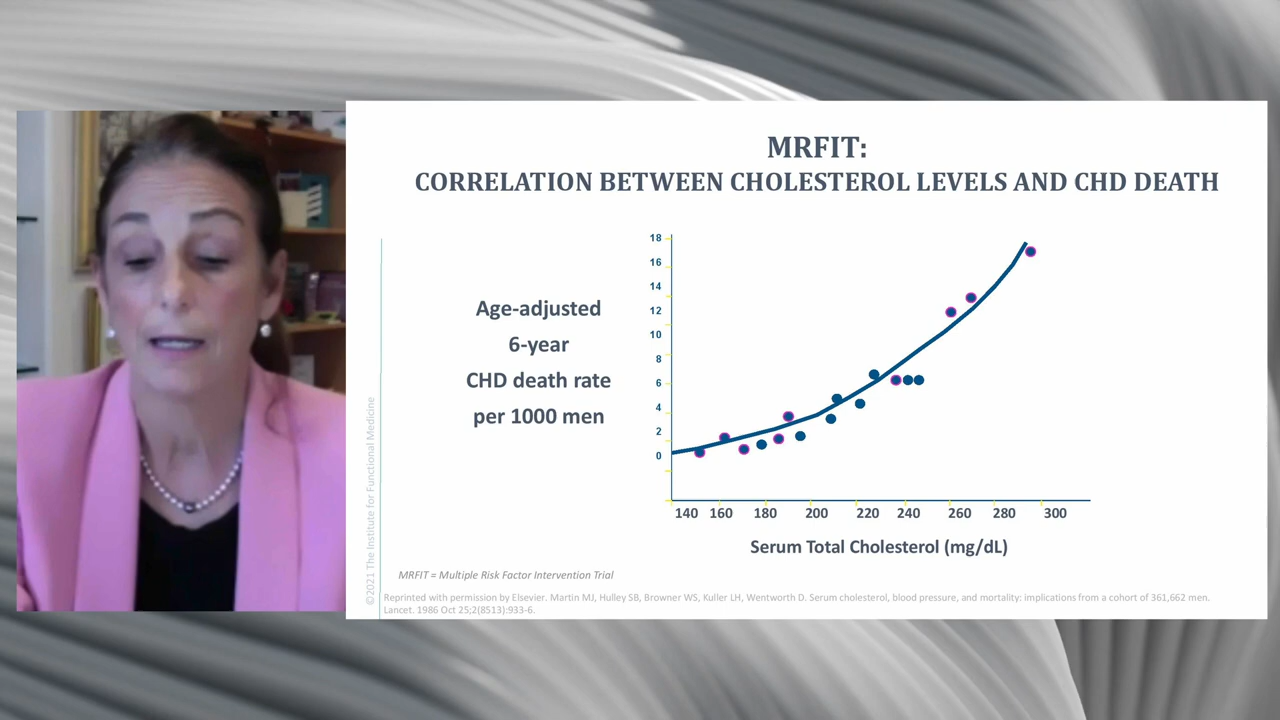 MRFIT:
CORRELATION BETWEEN CHOLESTEROL LEVELS AND CHD DEATH
Age-adjusted
6-year
CHD death rate
per 1000 men
18
16
14
12
10
8
6
4
2
0
140 160 180 200 220 240 260 280 300
Serum Total Cholesterol (mg/dL)
MRFIT = Multiple Risk Factor Intervention Trial
©2021 The Institute for Functional Medicine
Reprinted with permission by Elsevier. Martin MJ, Hulley SB, Browner WS, Kuller LH, Wentworth D. Serum cholesterol, blood pressure, and mortality: implications from a cohort of 361,662 men.
Lancet. 1986 Oct 25;2(8513):933-6.